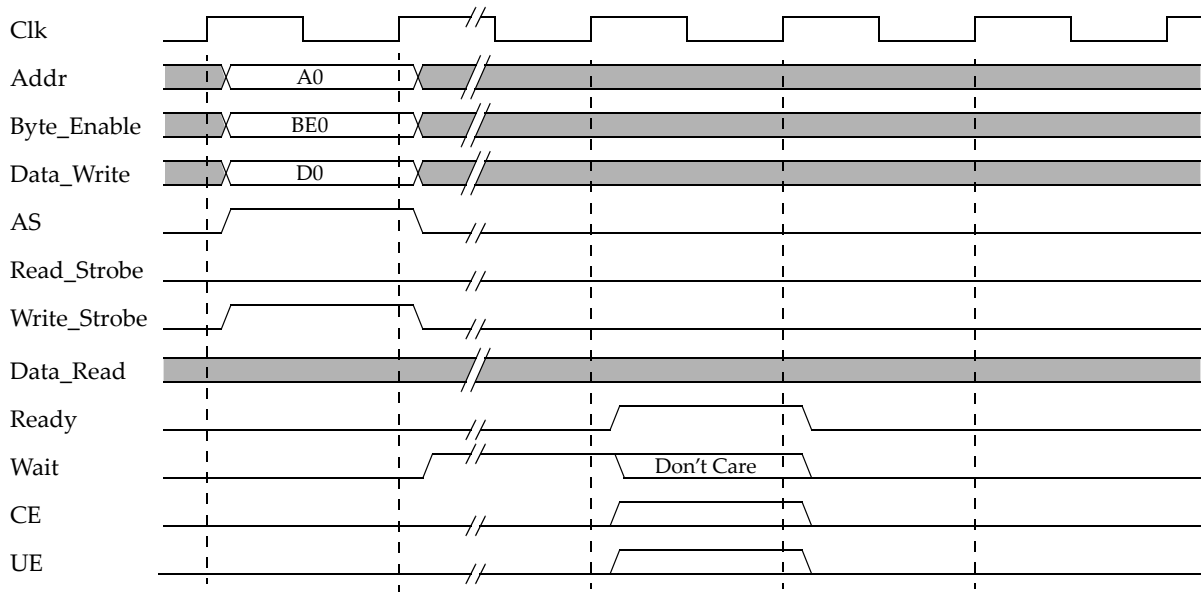 Clk
Addr A0
Byte_Enable BE0
Data_Write D0
AS
Read_Strobe
Write_Strobe
Data_Read
Ready
Wait Don't Care
CE
UE